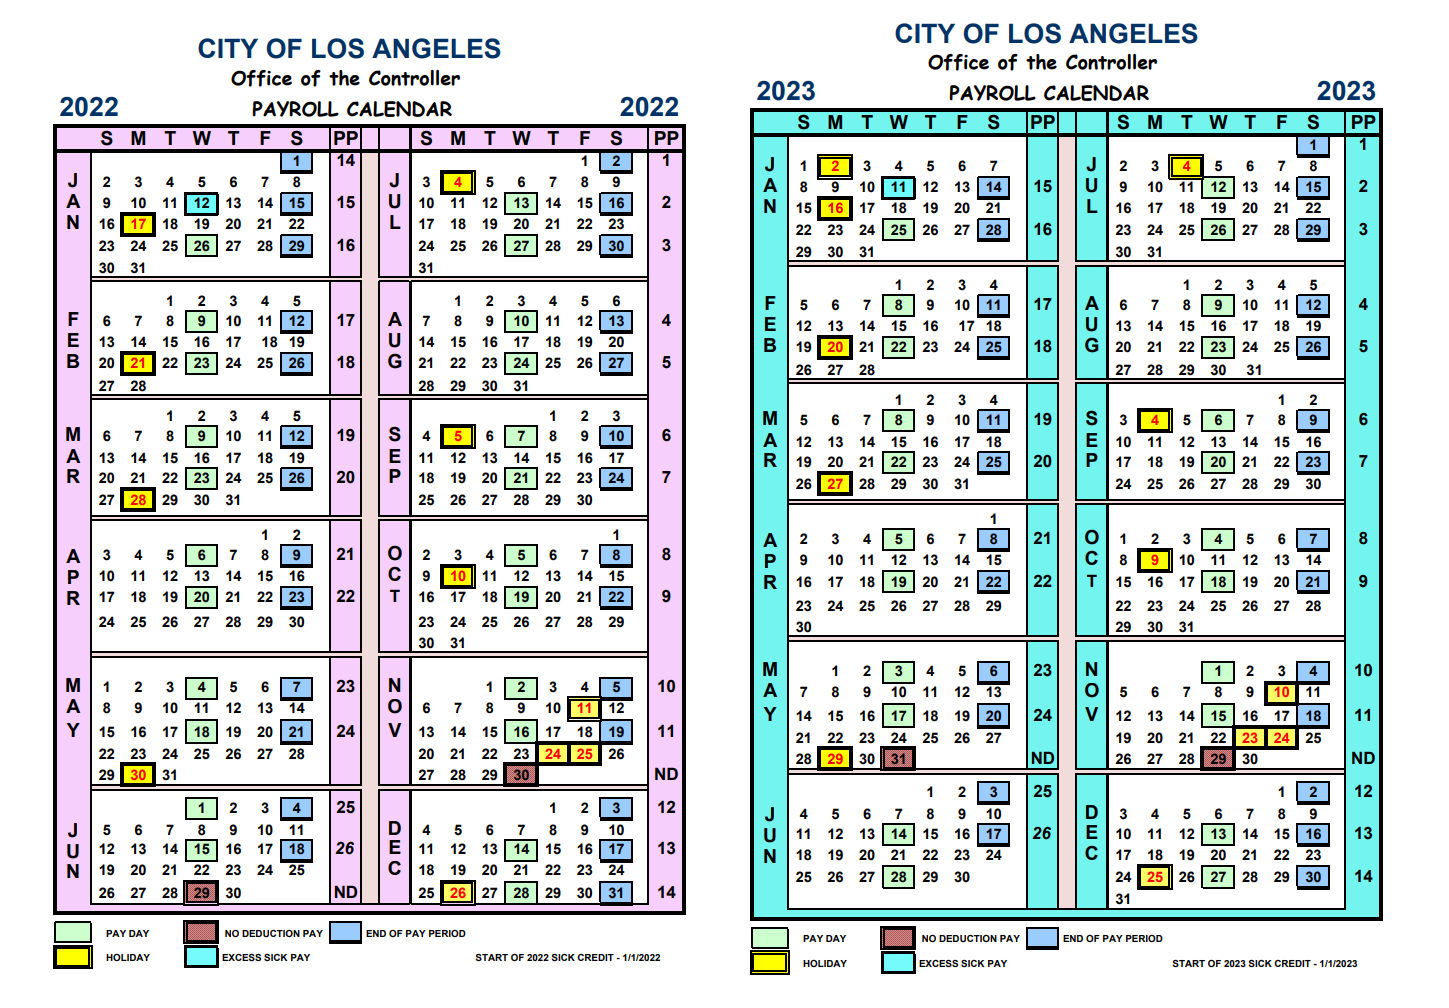 CITY OF LOS ANGELES
Office of the Controller
2022 PAYROLL CALENDAR 2022
S M T W T F S PP S M T W T F S PP
1 14 1 2 1
J 2 3 4 5 6 7 8 J 3 4 5 6 7 8 9
A 9 10 11 12 13 14 15 15 U 10 11 12 13 14 15 16 2
N 16 17 18 19 20 21 22 L 17 18 19 20 21 22 23
23 24 25 26 27 28 29 16 24 25 26 27 28 29 30 3
30 31 31
1 2 3 4 5 1 2 3 4 5 6
F 6 7 8 9 10 11 12 17 A 7 8 9 10 11 12 13 4
E 13 14 15 16 17 18 19 U 14 15 16 17 18 19 20
B 20 21 22 23 24 25 26 18 G 21 22 23 24 25 26 27 5
27 28 28 29 30 31
1 2 3 4 5 1 2 3
M 6 7 8 9 10 11 12 19 S 4 5 6 7 8 9 10 6
A 13 14 15 16 17 18 19 E 11 12 13 14 15 16 17
R 20 21 22 23 24 25 26 20 P 18 19 20 21 22 23 24 7
27 28 29 30 31 25 26 27 28 29 30
1 2 1
A 3 4 5 6 7 8 9 21 O 2 3 4 5 6 7 8 8
P 10 11 12 13 14 15 16 C 9 10 11 12 13 14 15
R 17 18 19 20 21 22 23 22 T 16 17 18 19 20 21 22 9
24 25 26 27 28 29 30 23 24 25 26 27 28 29
30 31
M 1 2 3 4 5 6 7 23 N 1 2 3 4 5 10
A 8 9 10 11 12 13 14 O 6 7 8 9 10 11 12
Y 15 16 17 18 19 20 21 24 V 13 14 15 16 17 18 19 11
22 23 24 25 26 27 28 20 21 22 23 24 25 26
29 30 31 27 28 29 30 ND
1 2 3 4 25 1 2 3 12
J 5 6 7 8 9 10 11 D 4 5 6 7 8 9 10
U 12 13 14 15 16 17 18 26 E 11 12 13 14 15 16 17 13
N 19 20 21 22 23 24 25 C 18 19 20 21 22 23 24
26 27 28 29 30 ND 25 26 27 28 29 30 31 14
PAY DAY NO DEDUCTION PAY END OF PAY PERIOD
HOLIDAY EXCESS SICK PAY START OF 2022 SICK CREDIT - 1/1/2022
CITY OF LOS ANGELES
Office of the Controller
2023 PAYROLL CALENDAR 2023
S M T W T F S PP S M T W T F S PP
1 1
J 1 2 3 4 5 6 7 J 2 3 4 5 6 7 8
A 8 9 10 11 12 13 14 15 U 9 10 11 12 13 14 15 2
N 15 16 17 18 19 20 21 L 16 17 18 19 20 21 22
22 23 24 25 26 27 28 16 23 24 25 26 27 28 29 3
29 30 31 30 31
1 2 3 4 1 2 3 4 5
F 5 6 7 8 9 10 11 17 A 6 7 8 9 10 11 12 4
E 12 13 14 15 16 17 18 U 13 14 15 16 17 18 19
B 19 20 21 22 23 24 25 18 G 20 21 22 23 24 25 26 5
26 27 28 27 28 29 30 31
1 2 3 4 1 2
M 5 6 7 8 9 10 11 19 S 3 4 5 6 7 8 9 6
A 12 13 14 15 16 17 18 E 10 11 12 13 14 15 16
R 19 20 21 22 23 24 25 20 P 17 18 19 20 21 22 23 7
26 27 28 29 30 31 24 25 26 27 28 29 30
1
A 2 3 4 5 6 7 8 21 O 1 2 3 4 5 6 7 8
P 9 10 11 12 13 14 15 C 8 9 10 11 12 13 14
R 16 17 18 19 20 21 22 22 T 15 16 17 18 19 20 21 9
23 24 25 26 27 28 29 22 23 24 25 26 27 28
30 29 30 31
M 1 2 3 4 5 6 23 N 1 2 3 4 10
A 7 8 9 10 11 12 13 O 5 6 7 8 9 10 11
Y 14 15 16 17 18 19 20 24 V 12 13 14 15 16 17 18 11
21 22 23 24 25 26 27 19 20 21 22 23 24 25
28 29 30 31 ND 26 27 28 29 30 ND
1 2 3 25 1 2 12
J 4 5 6 7 8 9 10 D 3 4 5 6 7 8 9
U 11 12 13 14 15 16 17 26 E 10 11 12 13 14 15 16 13
N 18 19 20 21 22 23 24 C 17 18 19 20 21 22 23
25 26 27 28 29 30 24 25 26 27 28 29 30 14
31
PAY DAY NO DEDUCTION PAY END OF PAY PERIOD
HOLIDAY EXCESS SICK PAY START OF 2023 SICK CREDIT - 1/1/2023